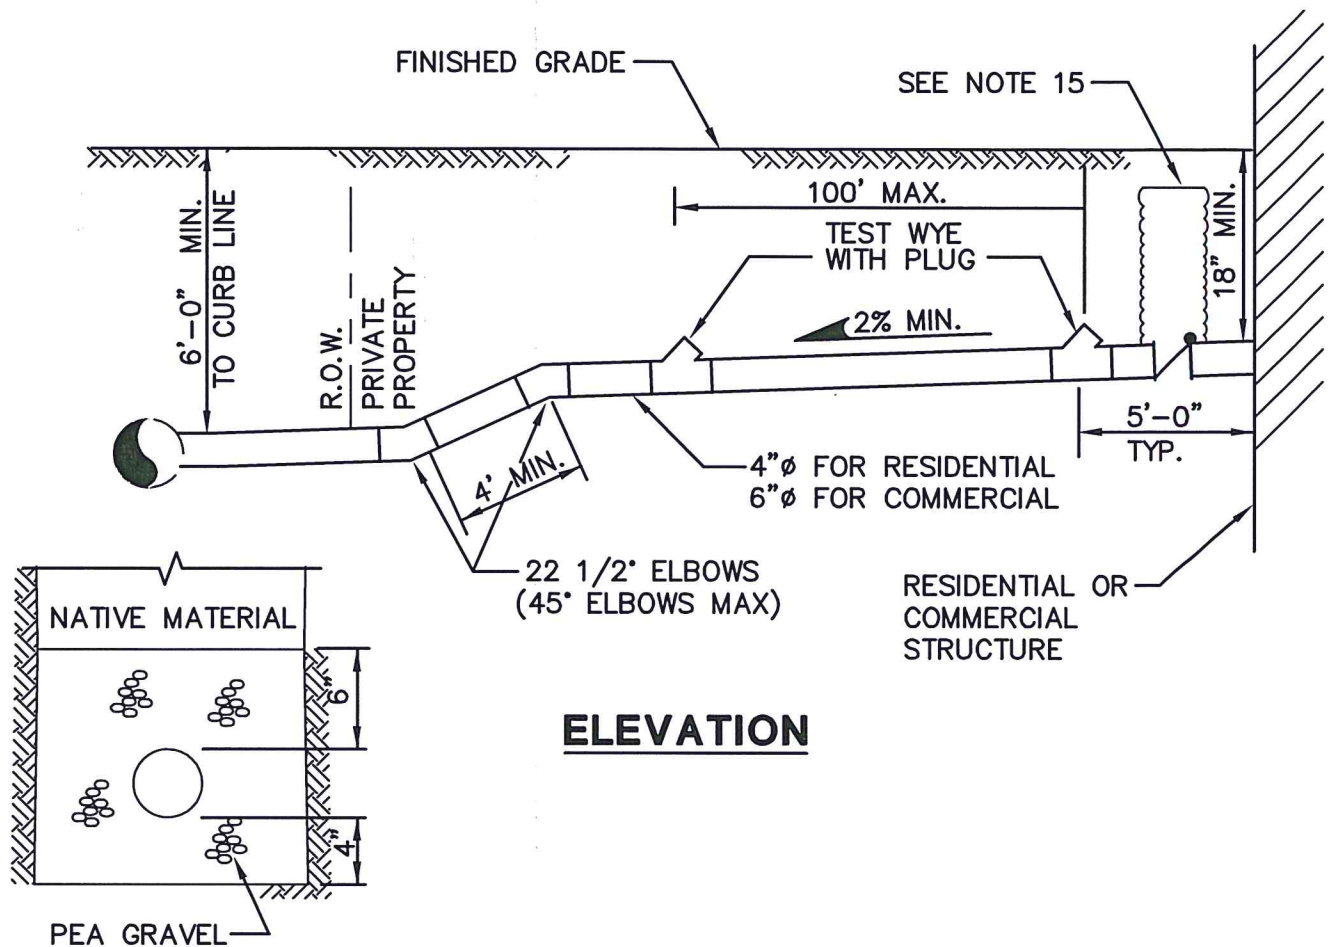 FINISHED GRADE
SEE NOTE 15
6'-0" MIN.
TO CURB LINE
R.O.W.
PRIVATE
PROPERTY
100' MAX.
TEST WYE
WITH PLUG
18" MIN.
2% MIN.
5'-0"
TYP.
4' MIN.
4"ø FOR RESIDENTIAL
6"ø FOR COMMERCIAL
22 1/2° ELBOWS
(45° ELBOWS MAX)
RESIDENTIAL OR
COMMERCIAL
STRUCTURE
NATIVE MATERIAL
6"
4"
PEA GRAVEL
ELEVATION